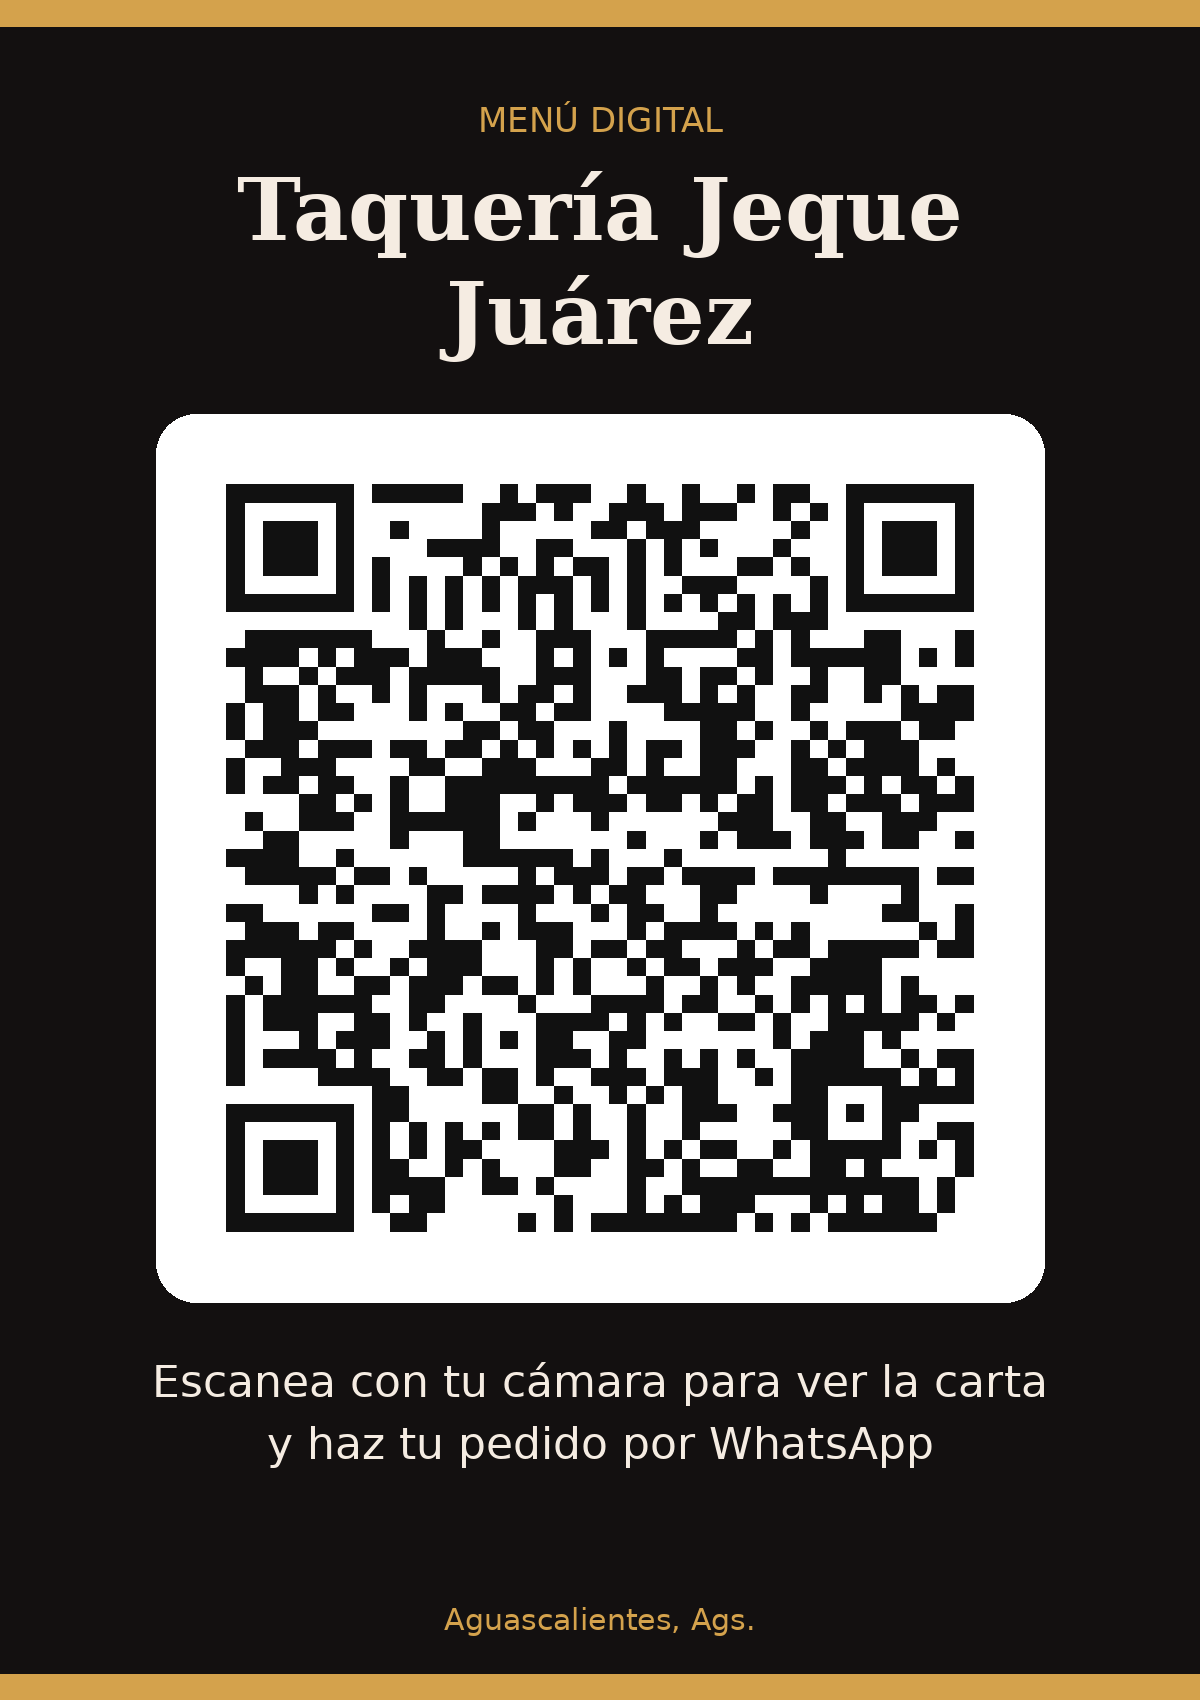 MENÚ DIGITAL
Taquería Jeque
Juárez
Escanea con tu cámara para ver la carta
y haz tu pedido por WhatsApp
Aguascalientes, Ags.